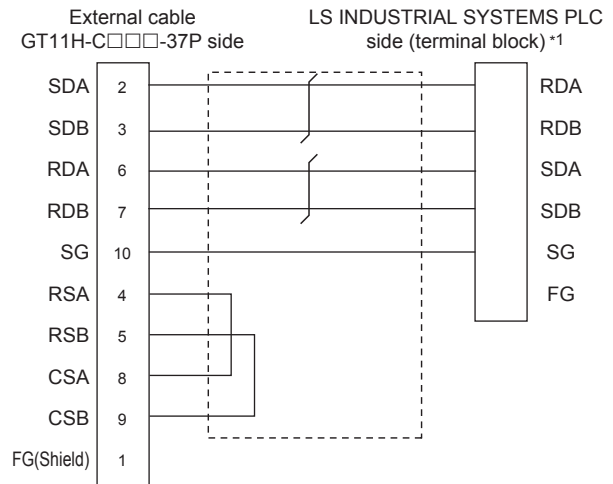 External cable
GT11H-C□□□-37P side
LS INDUSTRIAL SYSTEMS PLC
side (terminal block) *1
SDA 2 RDA
SDB 3 RDB
RDA 6 SDA
RDB 7 SDB
SG 10 SG
RSA 4 FG
RSB 5
CSA 8
CSB 9
FG(Shield) 1